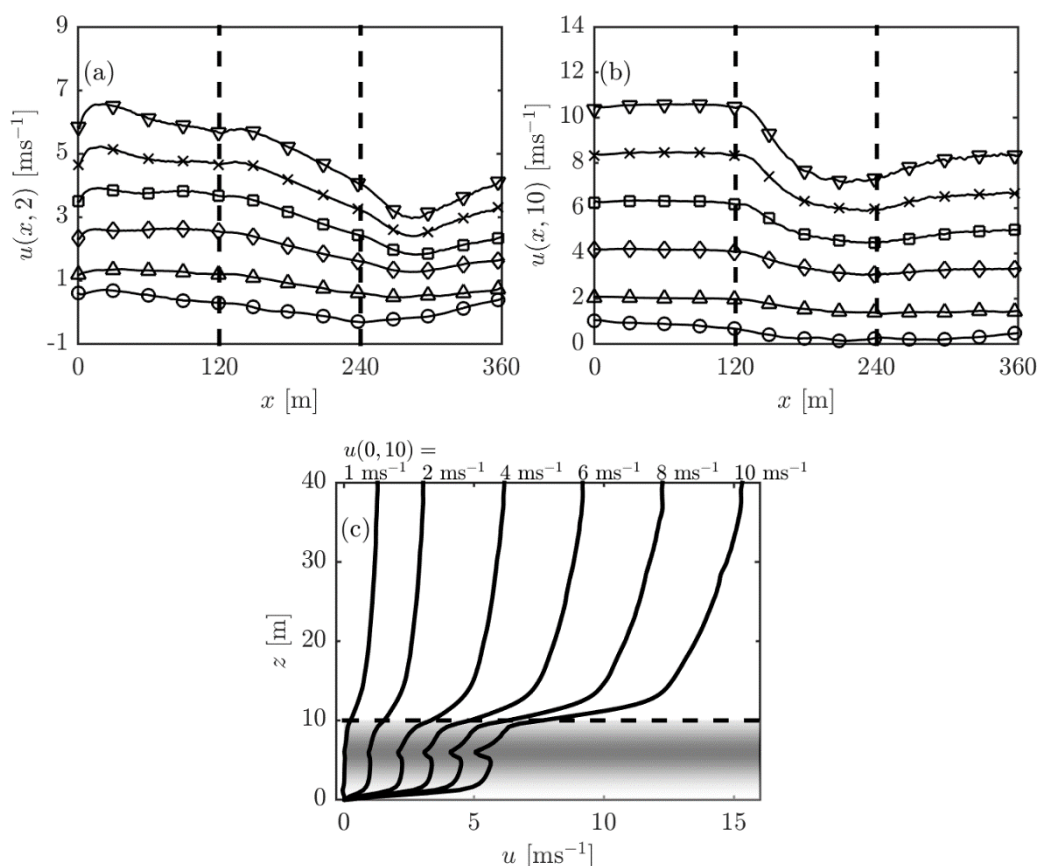 9
7
5
3
1
-1
(a)
u(x, 2) [ms⁻¹]
0 120 240 360
x [m]
14
12
10
8
6
4
2
0
(b)
u(x, 10) [ms⁻¹]
0 120 240 360
x [m]
u(0, 10) =
1 ms⁻¹ 2 ms⁻¹ 4 ms⁻¹ 6 ms⁻¹ 8 ms⁻¹ 10 ms⁻¹
40
30
20
10
0
(c)
z [m]
0 5 10 15
u [ms⁻¹]